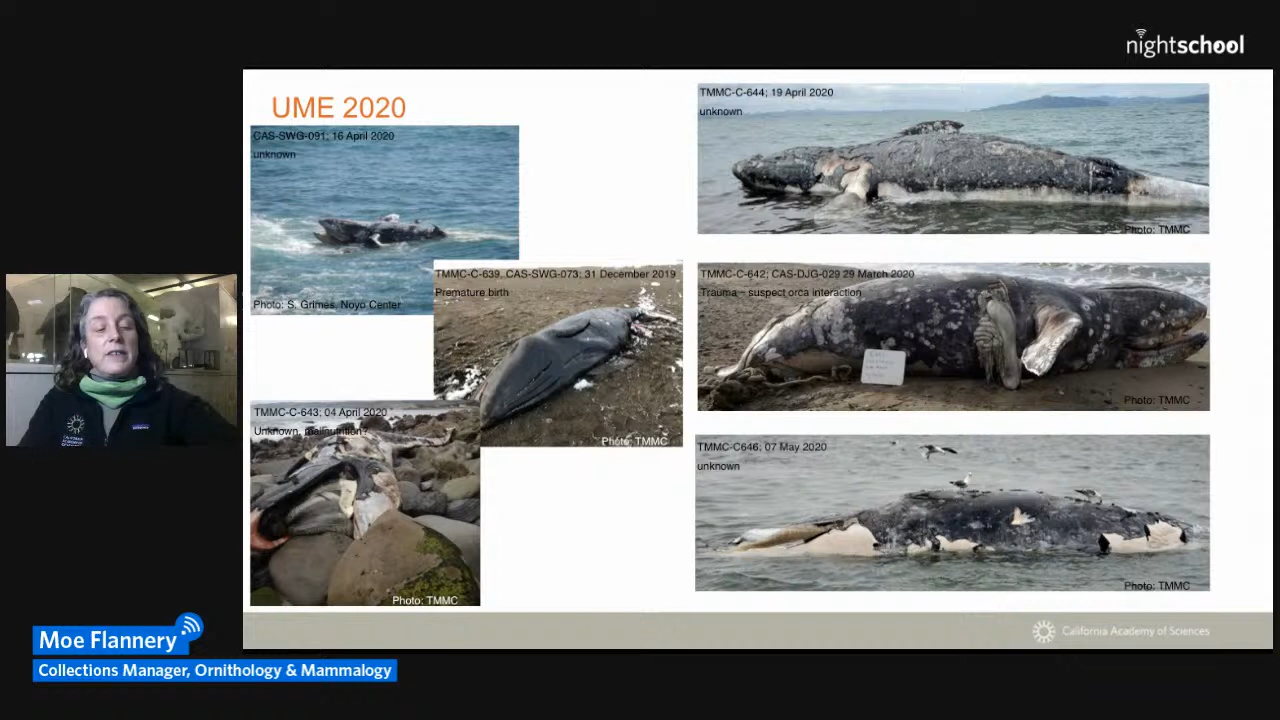 nightschool
UME 2020
CAS-SWG-091; 16 April 2020
unknown
Photo: S. Grimes, Noyo Center
TMMC-C-639, CAS-SWG-073; 31 December 2019
Premature birth
Photo: TMMC
TMMC-C-643; 04 April 2020
Unknown, malnutrition?
Photo: TMMC
TMMC-C-644; 19 April 2020
unknown
Photo: TMMC
TMMC-C-642; CAS-DJG-029 29 March 2020
Trauma – suspect orca interaction
Photo: TMMC
TMMC-C646; 07 May 2020
unknown
Photo: TMMC
California Academy of Sciences
Moe Flannery
Collections Manager, Ornithology & Mammalogy